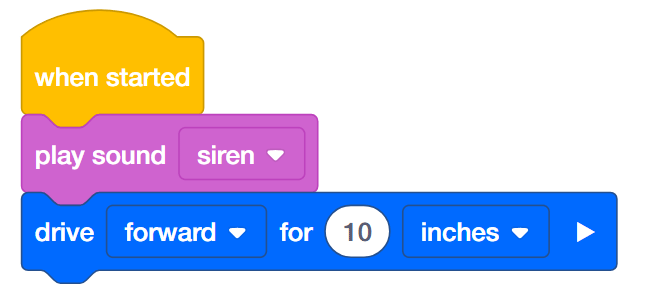 when started
play sound siren
drive forward for 10 inches